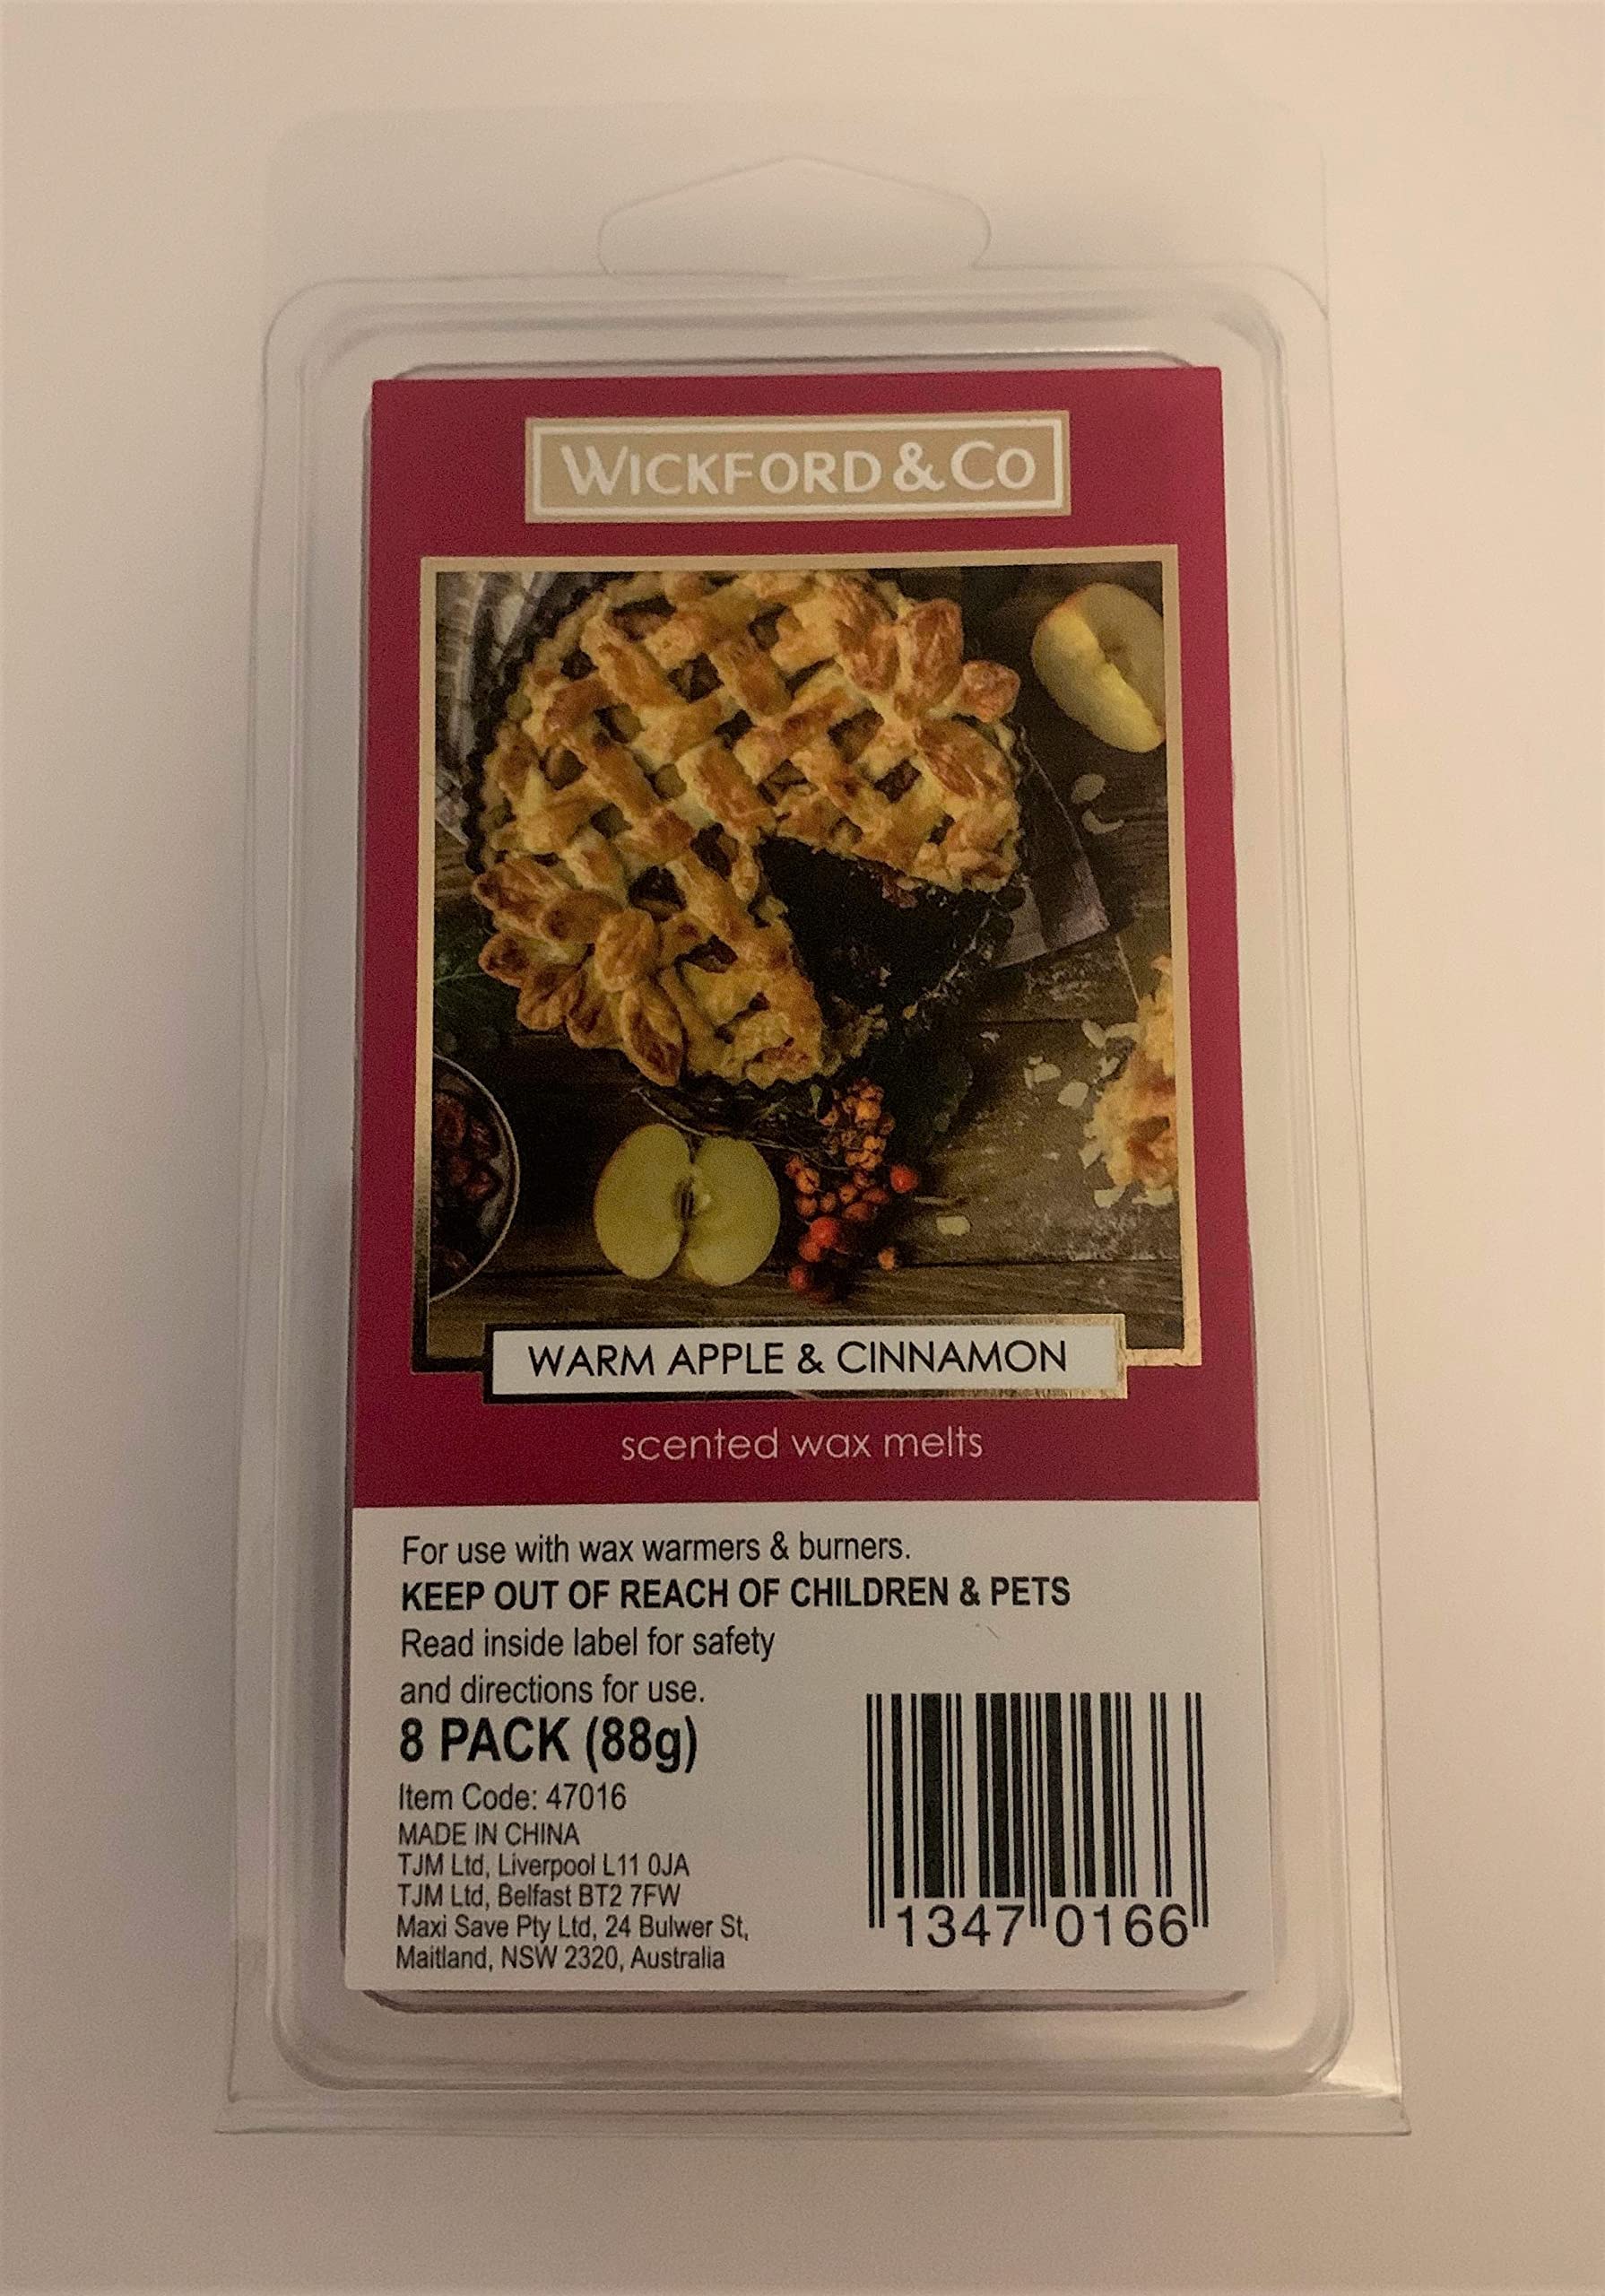 WICKFORD & CO
WARM APPLE & CINNAMON
scented wax melts
For use with wax warmers & burners.
KEEP OUT OF REACH OF CHILDREN & PETS
Read inside label for safety
and directions for use.
8 PACK (88g)
Item Code: 47016
MADE IN CHINA
TJM Ltd, Liverpool L11 0JA
TJM Ltd, Belfast BT2 7FW
Maxi Save Pty Ltd, 24 Bulwer St,
Maitland, NSW 2320, Australia
1347 0166